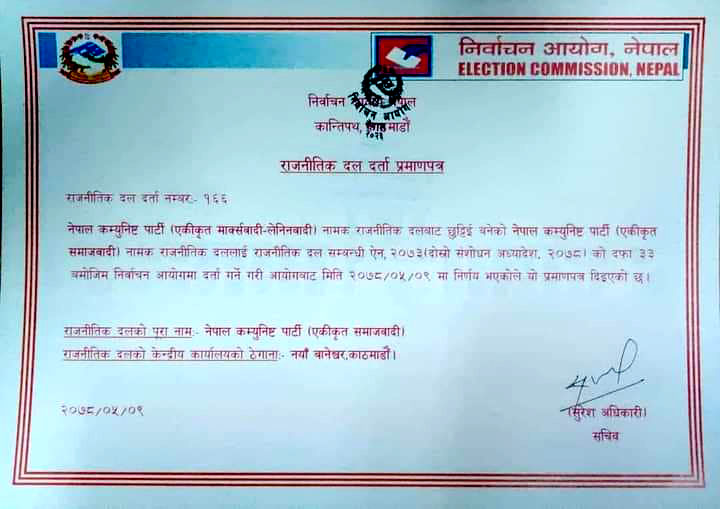 निर्वाचन आयोग, नेपाल
ELECTION COMMISSION, NEPAL
निर्वाचन नेपाल
कान्तिपथ, काठमाडौं
निर्वाचन आयोग
राजनीतिक दल दर्ता प्रमाणपत्र
राजनीतिक दल दर्ता नम्वरः- १६६
नेपाल कम्युनिष्ट पार्टी (एकीकृत मार्क्सवादी-लेनिनवादी) नामक राजनीतिक दलबाट छुट्टिई बनेको नेपाल कम्युनिष्ट पार्टी (एकीकृत
समाजवादी) नामक राजनीतिक दललाई राजनीतिक दल सम्बन्धी ऐन, २०७३(दोस्रो संशोधन अध्यादेश, २०७८) को दफा ३३
बमोजिम निर्वाचन आयोगमा दर्ता गर्ने गरी आयोगबाट मिति २०७८/०५/०९ मा निर्णय भएकोले यो प्रमाणपत्र दिइएको छ।
राजनीतिक दलको पूरा नामः- नेपाल कम्युनिष्ट पार्टी (एकीकृत समाजवादी)
राजनीतिक दलको केन्द्रीय कार्यालयको ठेगानाः- नयाँ बानेश्वर,काठमाडौं।
२०७८/०५/०९
(सुरेश अधिकारी)
सचिव